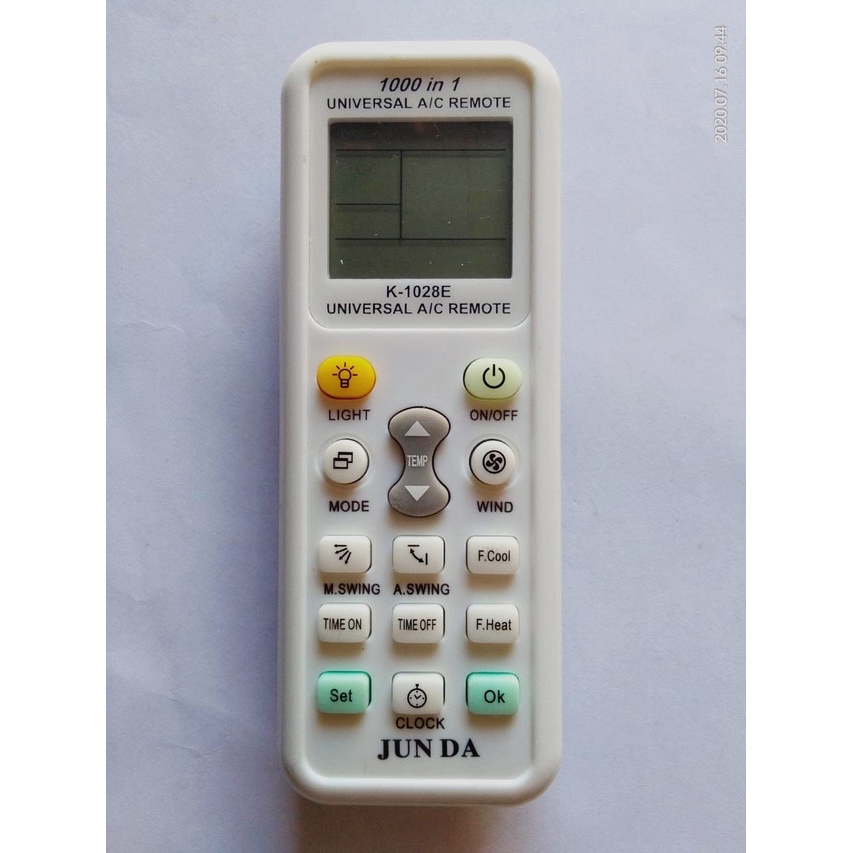 2020.07.16 09:44
1000 in 1
UNIVERSAL A/C REMOTE
K-1028E
UNIVERSAL A/C REMOTE
LIGHT
ON/OFF
TEMP
MODE
WIND
F.Cool
M.SWING
A.SWING
TIME ON
TIME OFF
F.Heat
Set
Ok
CLOCK
JUN DA